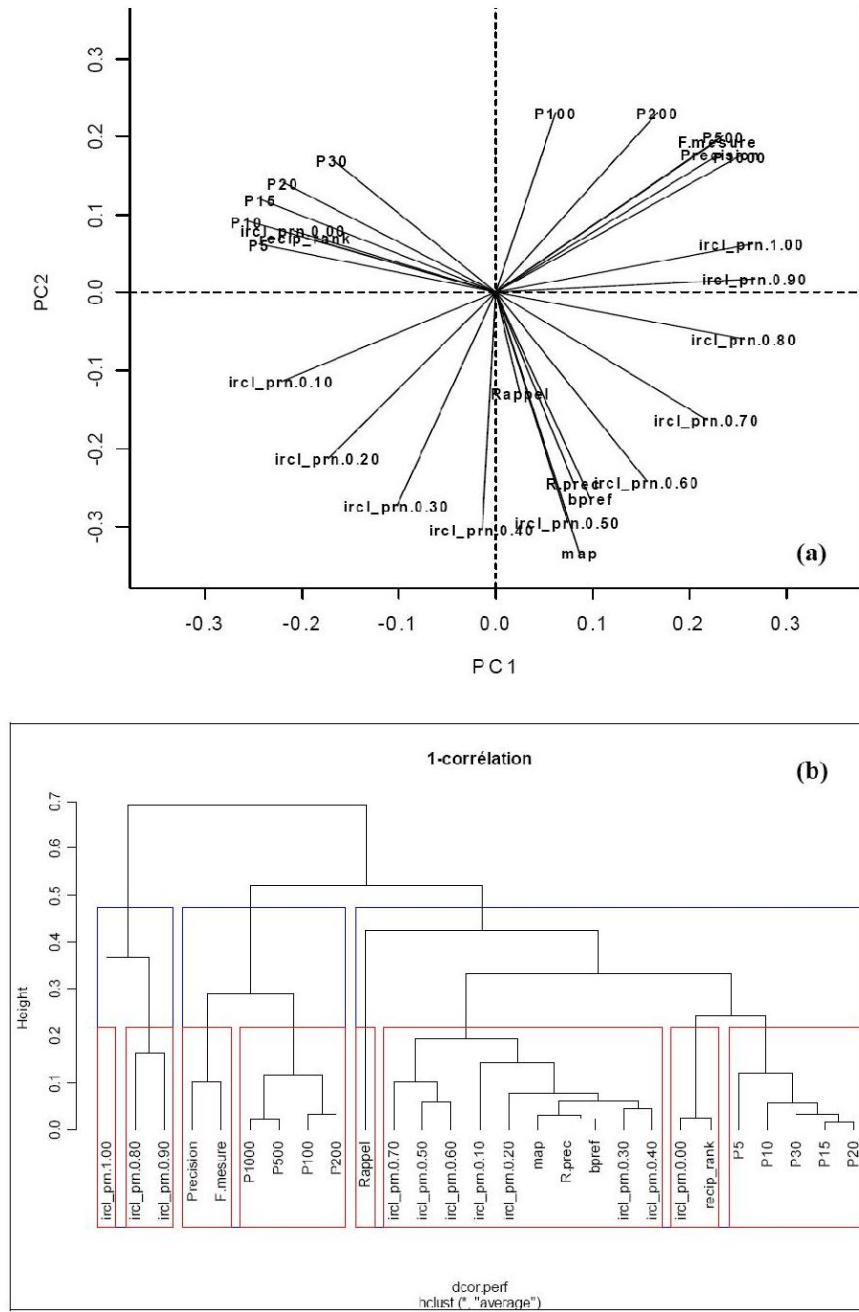 0.3
0.2
0.1
0.0
-0.1
-0.2
-0.3
PC2
P100
P200
P500
F.mesure
Precision
P1000
P30
P20
P15
P10
ircl_prn.0.00
recip_rank
P5
ircl_prn.1.00
ircl_prn.0.90
ircl_prn.0.80
ircl_prn.0.10
Rappel
ircl_prn.0.70
ircl_prn.0.20
R.prec
ircl_prn.0.60
bpref
ircl_prn.0.30
ircl_prn.0.50
ircl_prn.0.40
map
(a)
-0.3 -0.2 -0.1 0.0 0.1 0.2 0.3
PC1
1-corrélation
(b)
Height
0.7
0.6
0.5
0.4
0.3
0.2
0.1
0.0
ircl_prn.1.00
ircl_prn.0.80
ircl_prn.0.90
Precision
F.mesure
P1000
P500
P100
P200
Rappel
ircl_prn.0.70
ircl_prn.0.50
ircl_prn.0.60
ircl_prn.0.10
ircl_prn.0.20
map
R.prec
bpref
ircl_prn.0.30
ircl_prn.0.40
ircl_prn.0.00
recip_rank
P5
P10
P30
P15
P20
dcor.perf
hclust (*, "average")